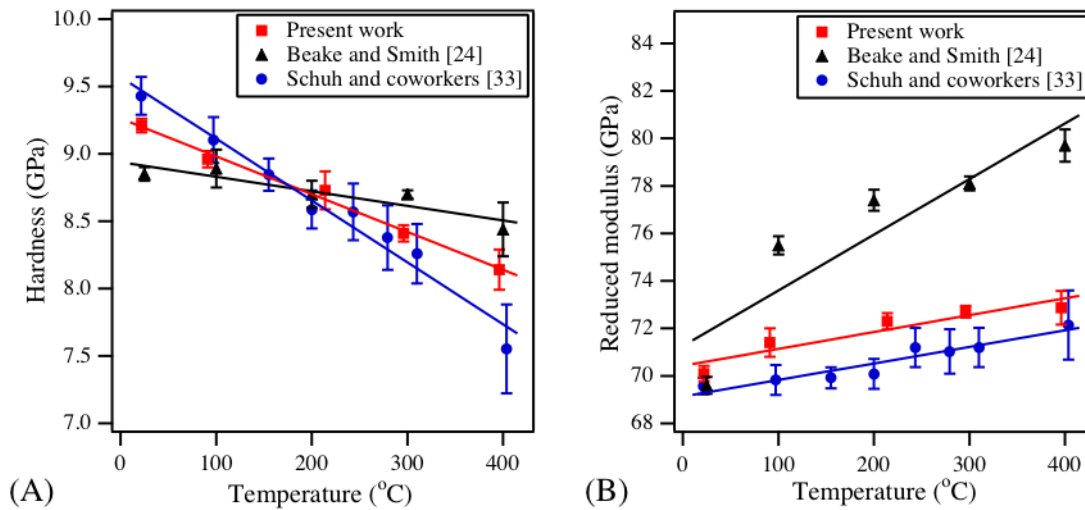 10.0
9.5
9.0
8.5
8.0
7.5
7.0
Hardness (GPa)
Present work
Beake and Smith [24]
Schuh and coworkers [33]
0
100
200
300
400
Temperature (°C)
(A)
84
82
80
78
76
74
72
70
68
Reduced modulus (GPa)
Present work
Beake and Smith [24]
Schuh and coworkers [33]
0
100
200
300
400
Temperature (°C)
(B)